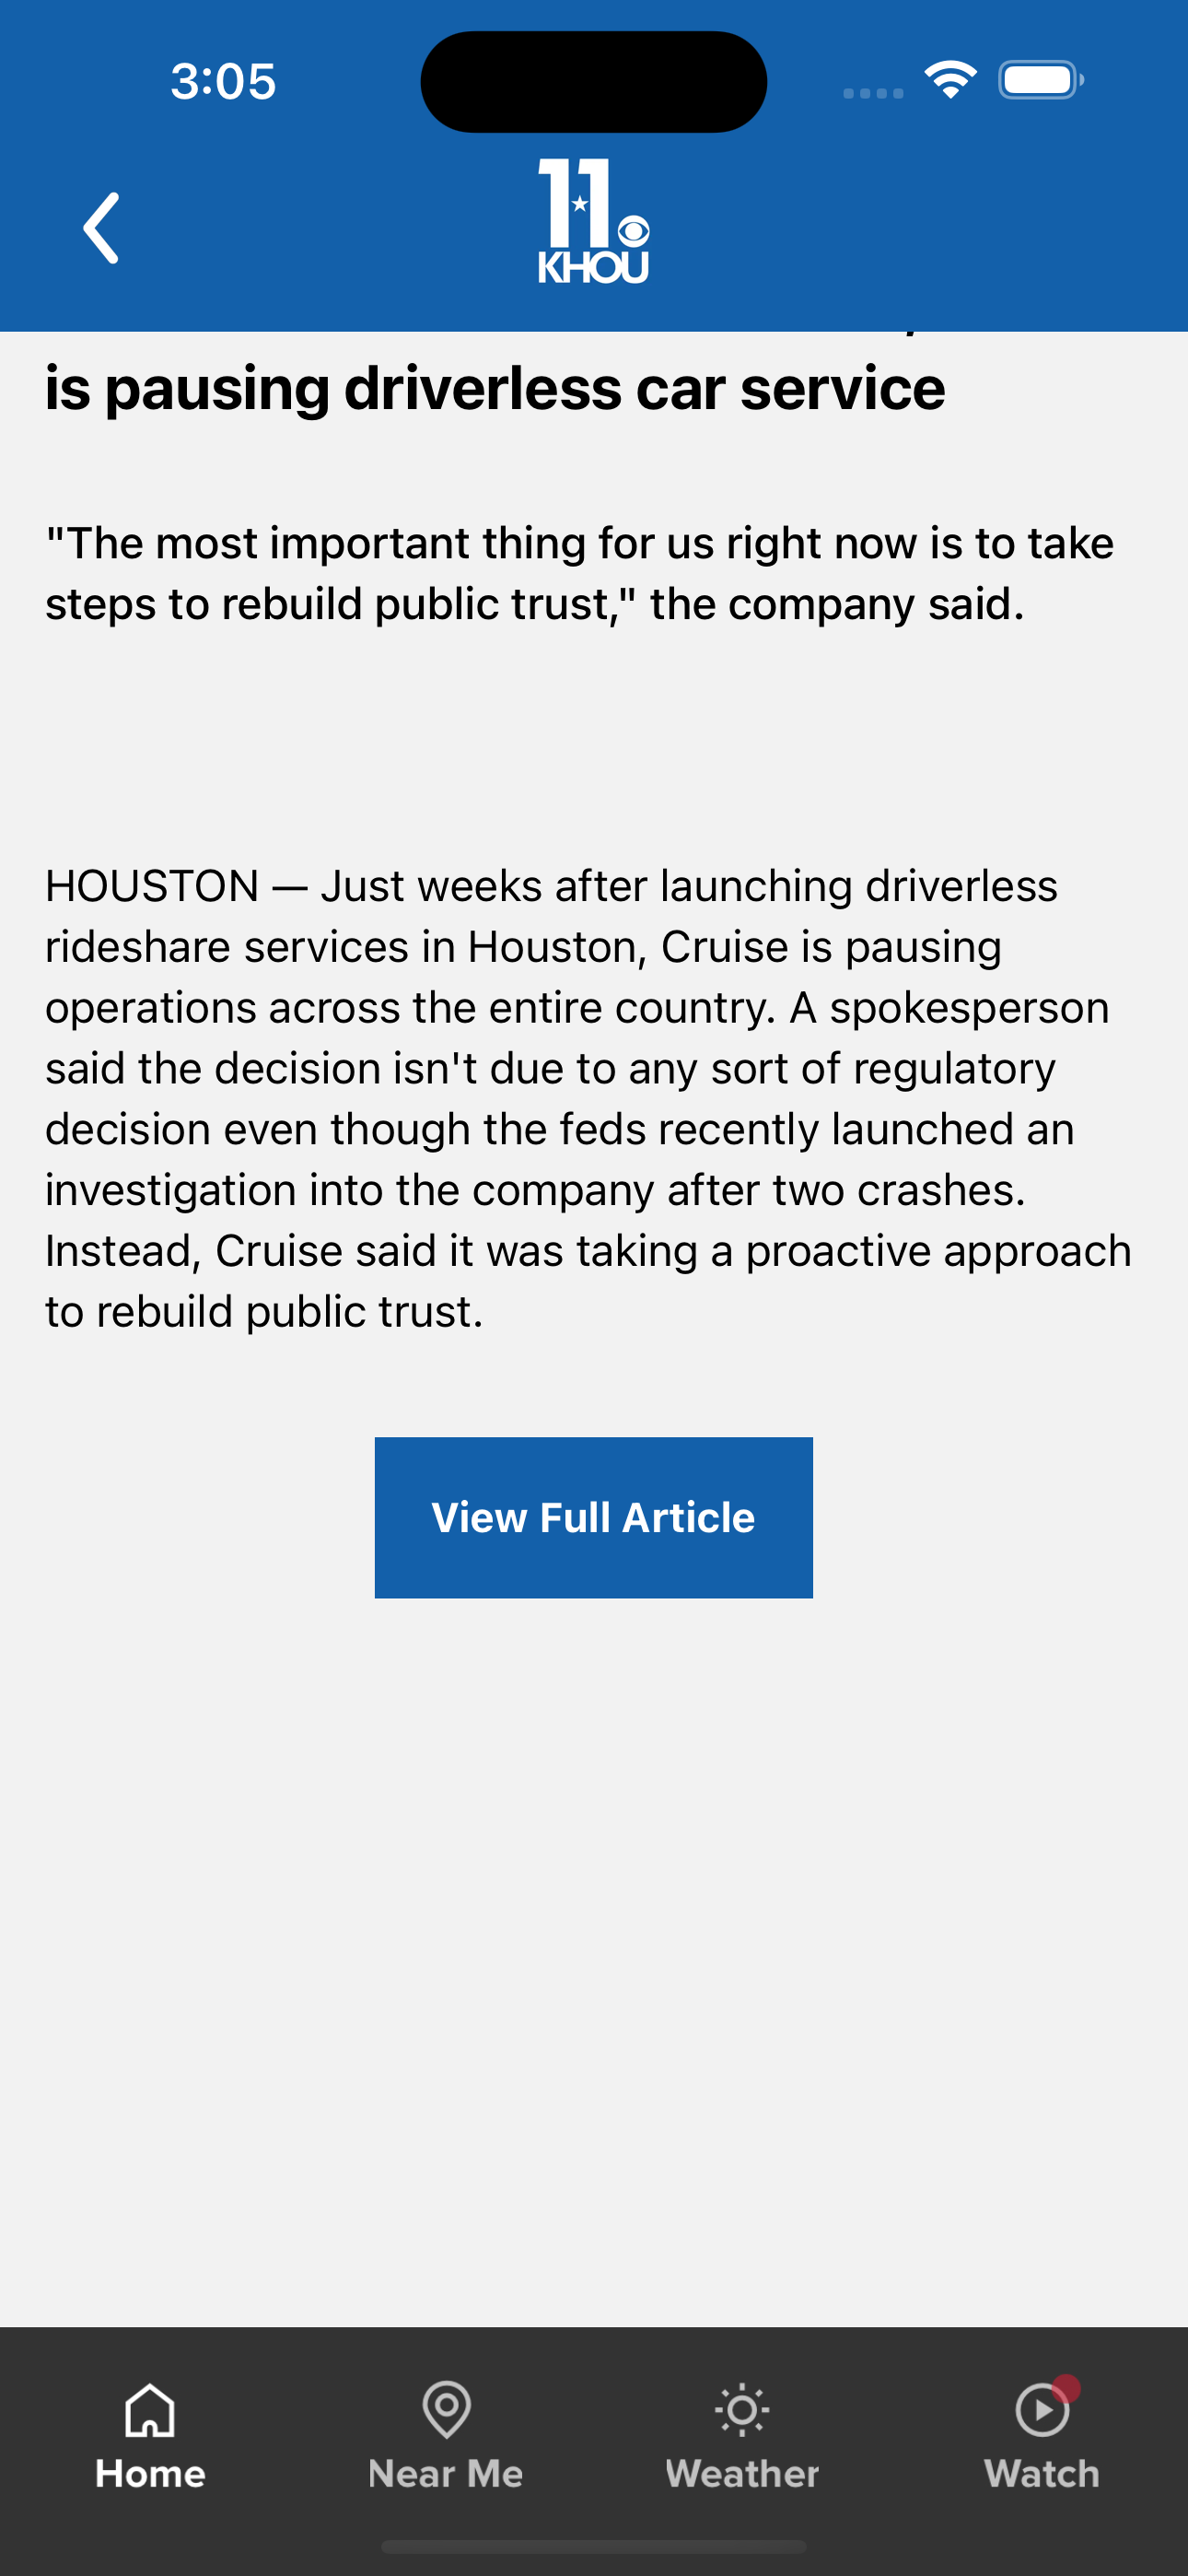 3:05
11
KHOU
is pausing driverless car service
"The most important thing for us right now is to take
steps to rebuild public trust," the company said.
HOUSTON — Just weeks after launching driverless
rideshare services in Houston, Cruise is pausing
operations across the entire country. A spokesperson
said the decision isn't due to any sort of regulatory
decision even though the feds recently launched an
investigation into the company after two crashes.
Instead, Cruise said it was taking a proactive approach
to rebuild public trust.
View Full Article
Home
Near Me
Weather
Watch